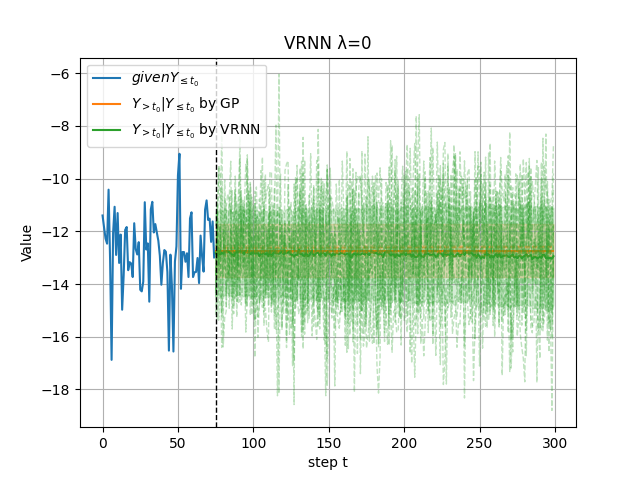 VRNN λ=0
givenY≤t₀
Y>t₀|Y≤t₀ by GP
Y>t₀|Y≤t₀ by VRNN
Value
−6
−8
−10
−12
−14
−16
−18
0 50 100 150 200 250 300
step t